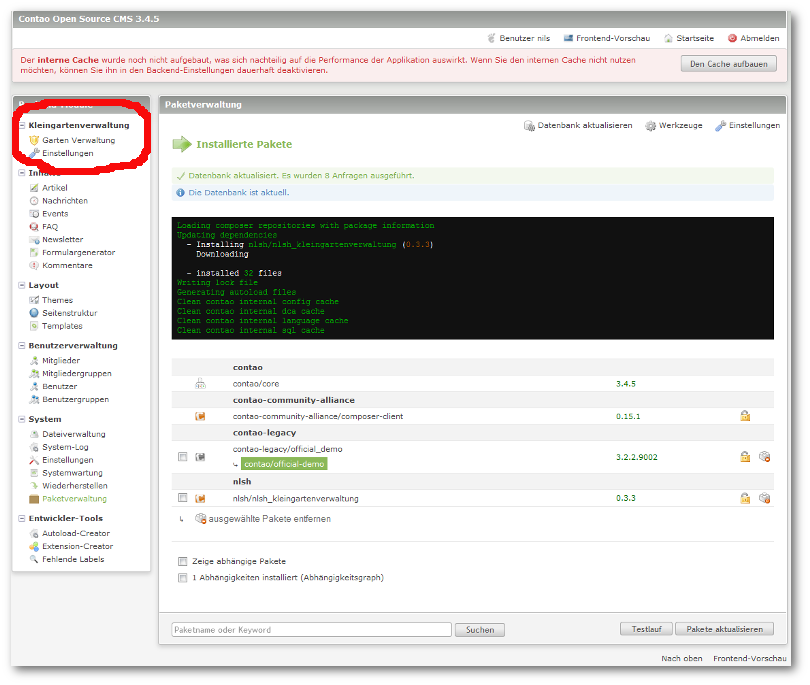 Contao Open Source CMS 3.4.5
Benutzer nils Frontend-Vorschau Startseite Abmelden
Der interne Cache wurde noch nicht aufgebaut, was sich nachteilig auf die Performance der Applikation auswirkt. Wenn Sie den internen Cache nicht nutzen
möchten, können Sie ihn in den Backend-Einstellungen dauerhaft deaktivieren.
Den Cache aufbauen
Kleingartenverwaltung
Garten Verwaltung
Einstellungen
Artikel
Nachrichten
Events
FAQ
Newsletter
Formulargenerator
Kommentare
Layout
Themes
Seitenstruktur
Templates
Benutzerverwaltung
Mitglieder
Mitgliedergruppen
Benutzer
Benutzergruppen
System
Dateiverwaltung
System-Log
Einstellungen
Systemwartung
Wiederherstellen
Paketverwaltung
Entwickler-Tools
Autoload-Creator
Extension-Creator
Fehlende Labels
Paketverwaltung
Datenbank aktualisieren Werkzeuge Einstellungen
Installierte Pakete
Datenbank aktualisiert. Es wurden 8 Anfragen ausgeführt.
Die Datenbank ist aktuell.
Loading composer repositories with package information
Updating dependencies
- Installing nlsh/nlsh_kleingartenverwaltung (0.3.3)
Downloading
- installed 32 files
Writing lock file
Generating autoload files
Clean contao internal config cache
Clean contao internal dca cache
Clean contao internal language cache
Clean contao internal sql cache
contao
contao/core 3.4.5
contao-community-alliance
contao-community-alliance/composer-client 0.15.1
contao-legacy
contao-legacy/official_demo 3.2.2.9002
contao/official-demo
nlsh
nlsh/nlsh_kleingartenverwaltung 0.3.3
ausgewählte Pakete entfernen
Zeige abhängige Pakete
1 Abhängigkeiten installiert (Abhängigkeitsgraph)
Paketname oder Keyword Suchen Testlauf Pakete aktualisieren
Nach oben Frontend-Vorschau